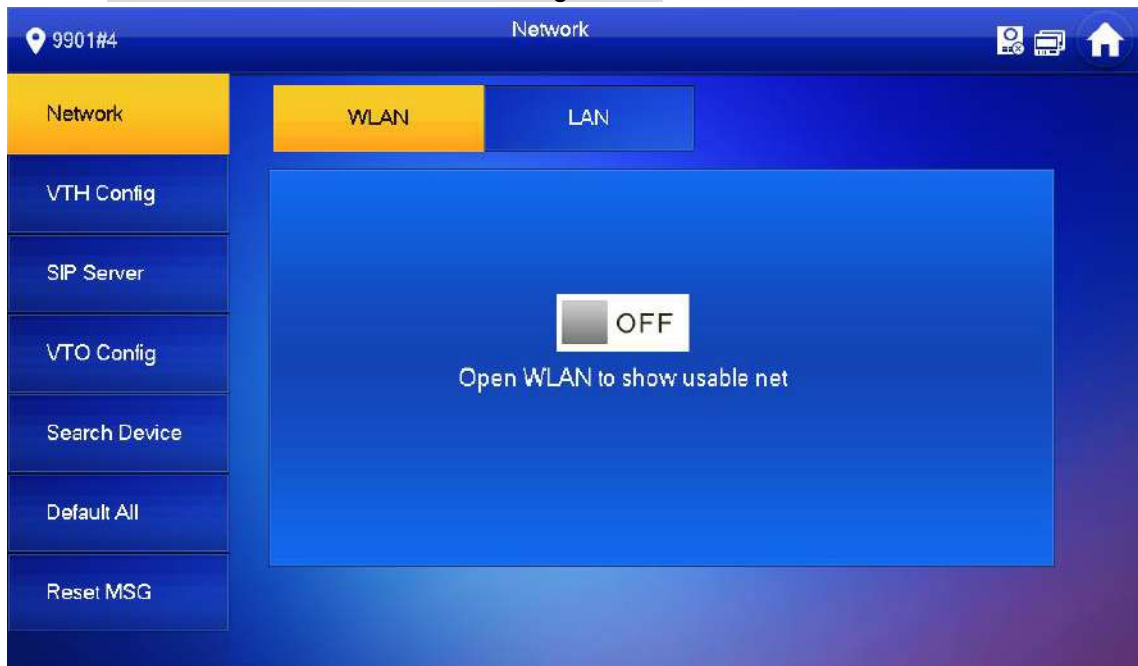 9901#4
Network
Network
WLAN
LAN
VTH Config
SIP Server
OFF
VTO Config
Open WLAN to show usable net
Search Device
Default All
Reset MSG